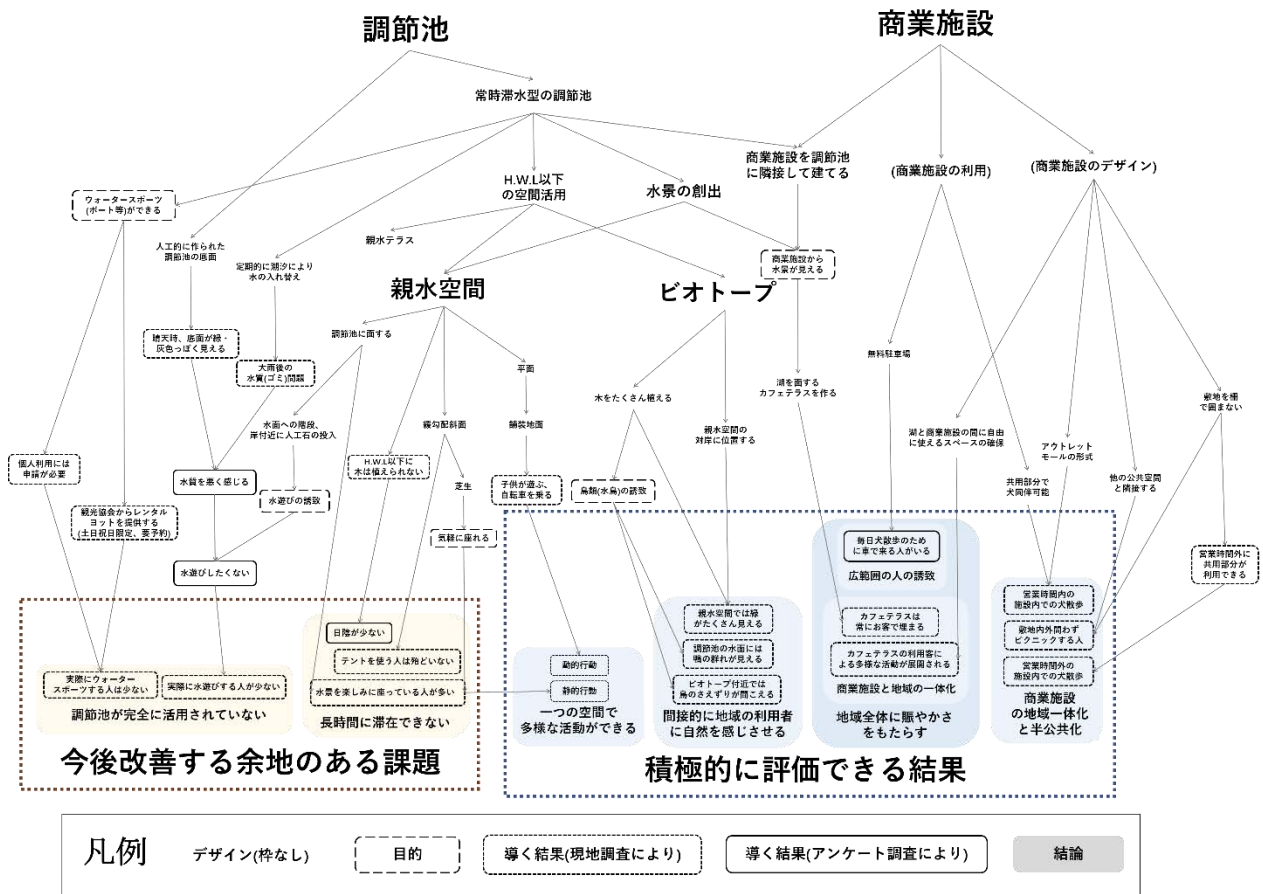 調節池
商業施設
常時滞水型の調節池
商業施設を調節池
に隣接して建てる
(商業施設の利用)
(商業施設のデザイン)
H.W.L以下
の空間活用
水景の創出
ウォータースポーツ
(ボート等)ができる
人工的に作られた
調節池の底面
定期的に潮汐により
水の入れ替え
親水テラス
商業施設から
水景が見える
親水空間
ビオトープ
晴天時、底面が緑・
灰色っぽく見える
大雨後の
水質(ゴミ)問題
調節池に面する
平面
無料駐車場
湖を面する
カフェテラスを作る
木をたくさん植える
敷地を柵
で囲まない
水面への階段、
岸付近に人工石の投入
緩勾配斜面
舗装地面
親水空間の
対岸に位置する
湖と商業施設の間に自由
に使えるスペースの確保
アウトレット
モールの形式
個人利用には
申請が必要
水質を悪く感じる
H.W.L以下に
木は植えられない
芝生
子供が遊ぶ、
自転車を乗る
鳥類(水鳥)の誘致
共用部分で
犬同伴可能
他の公共空間
と隣接する
水遊びの誘致
観光協会からレンタル
ヨットを提供する
(土日祝日限定、要予約)
気軽に座れる
毎日犬散歩のため
に車で来る人がいる
広範囲の人の誘致
営業時間外に
共用部分が
利用できる
水遊びしたくない
営業時間内の
施設内での犬散歩
日陰が少ない
親水空間では緑
がたくさん見える
カフェテラスは
常にお客で埋まる
敷地内外問わず
ピクニックする人
テントを使う人は殆どいない
調節池の水面には
鴨の群れが見える
カフェテラスの利用客
による多様な活動が展開される
営業時間外の
施設内での犬散歩
動的行動
静的行動
実際にウォーター
スポーツする人は少ない
実際に水遊びする人が少ない
水景を楽しみに座っている人が多い
ビオトープ付近では
鳥のさえずりが聞こえる
商業施設と地域の一体化
調節池が完全に活用されていない
長時間に滞在できない
一つの空間で
多様な活動ができる
間接的に地域の利用者
に自然を感じさせる
地域全体に賑やかさ
をもたらす
商業施設
の地域一体化
と半公共化
今後改善する余地のある課題
積極的に評価できる結果
凡例
デザイン(枠なし)
目的
導く結果(現地調査により)
導く結果(アンケート調査により)
結論